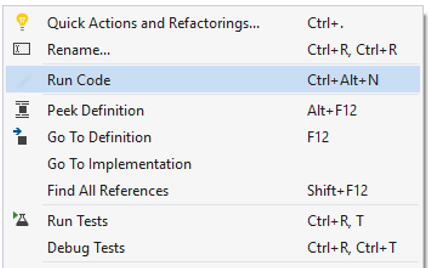 Quick Actions and Refactorings... Ctrl+.
Rename... Ctrl+R, Ctrl+R
Run Code Ctrl+Alt+N
Peek Definition Alt+F12
Go To Definition F12
Go To Implementation
Find All References Shift+F12
Run Tests Ctrl+R, T
Debug Tests Ctrl+R, Ctrl+T